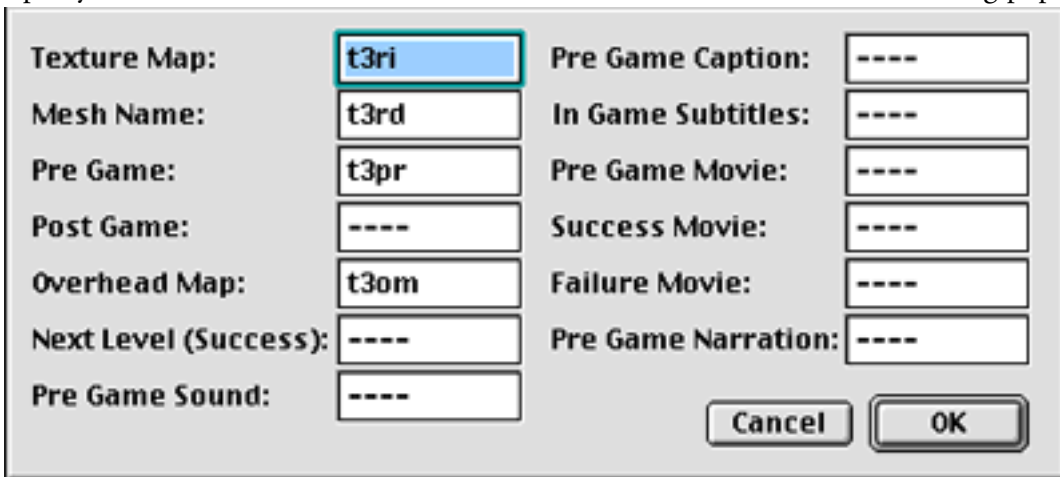 Texture Map: t3ri Pre Game Caption: ----
Mesh Name: t3rd In Game Subtitles: ----
Pre Game: t3pr Pre Game Movie: ----
Post Game: ---- Success Movie: ----
Overhead Map: t3om Failure Movie: ----
Next Level (Success): ---- Pre Game Narration: ----
Pre Game Sound: ----
Cancel OK